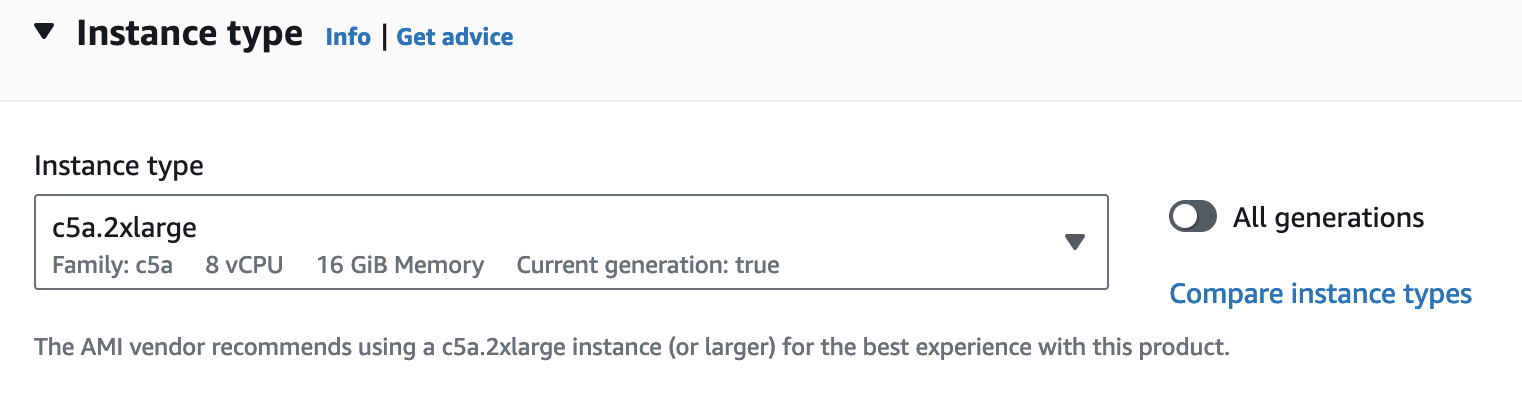 Instance type Info | Get advice
Instance type
c5a.2xlarge
Family: c5a 8 vCPU 16 GiB Memory Current generation: true
All generations
Compare instance types
The AMI vendor recommends using a c5a.2xlarge instance (or larger) for the best experience with this product.